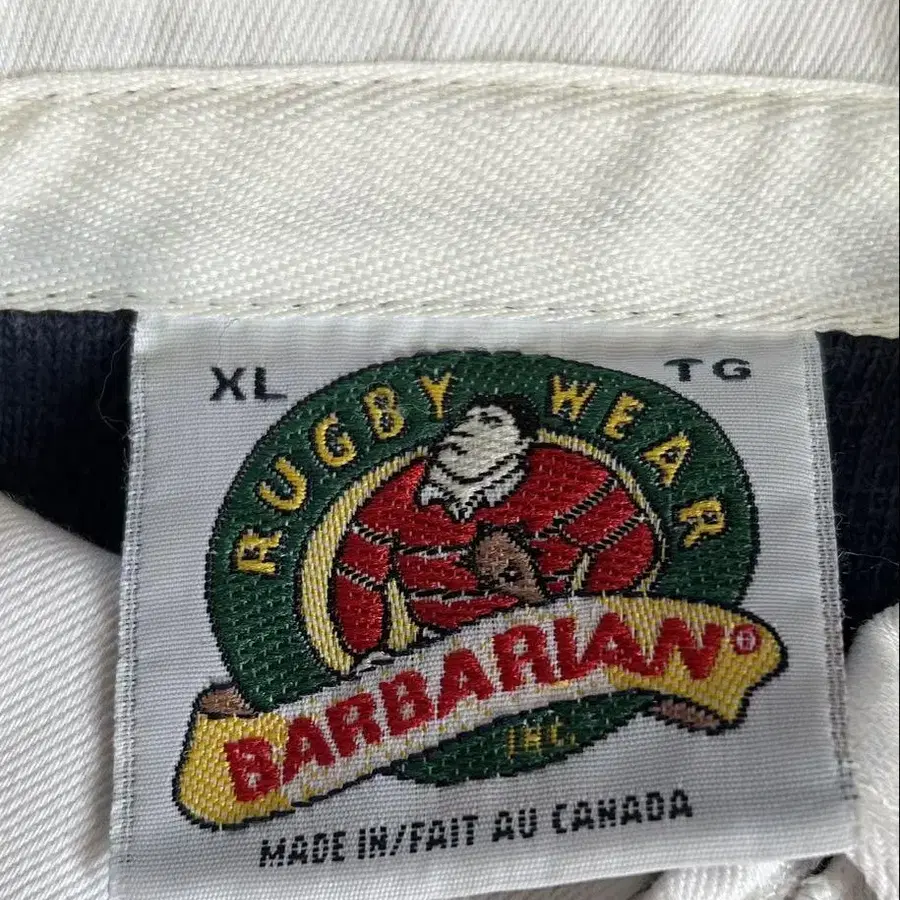 XL TG
RUGBY WEAR
BARBARIAN®
INC.
MADE IN/FAIT AU CANADA